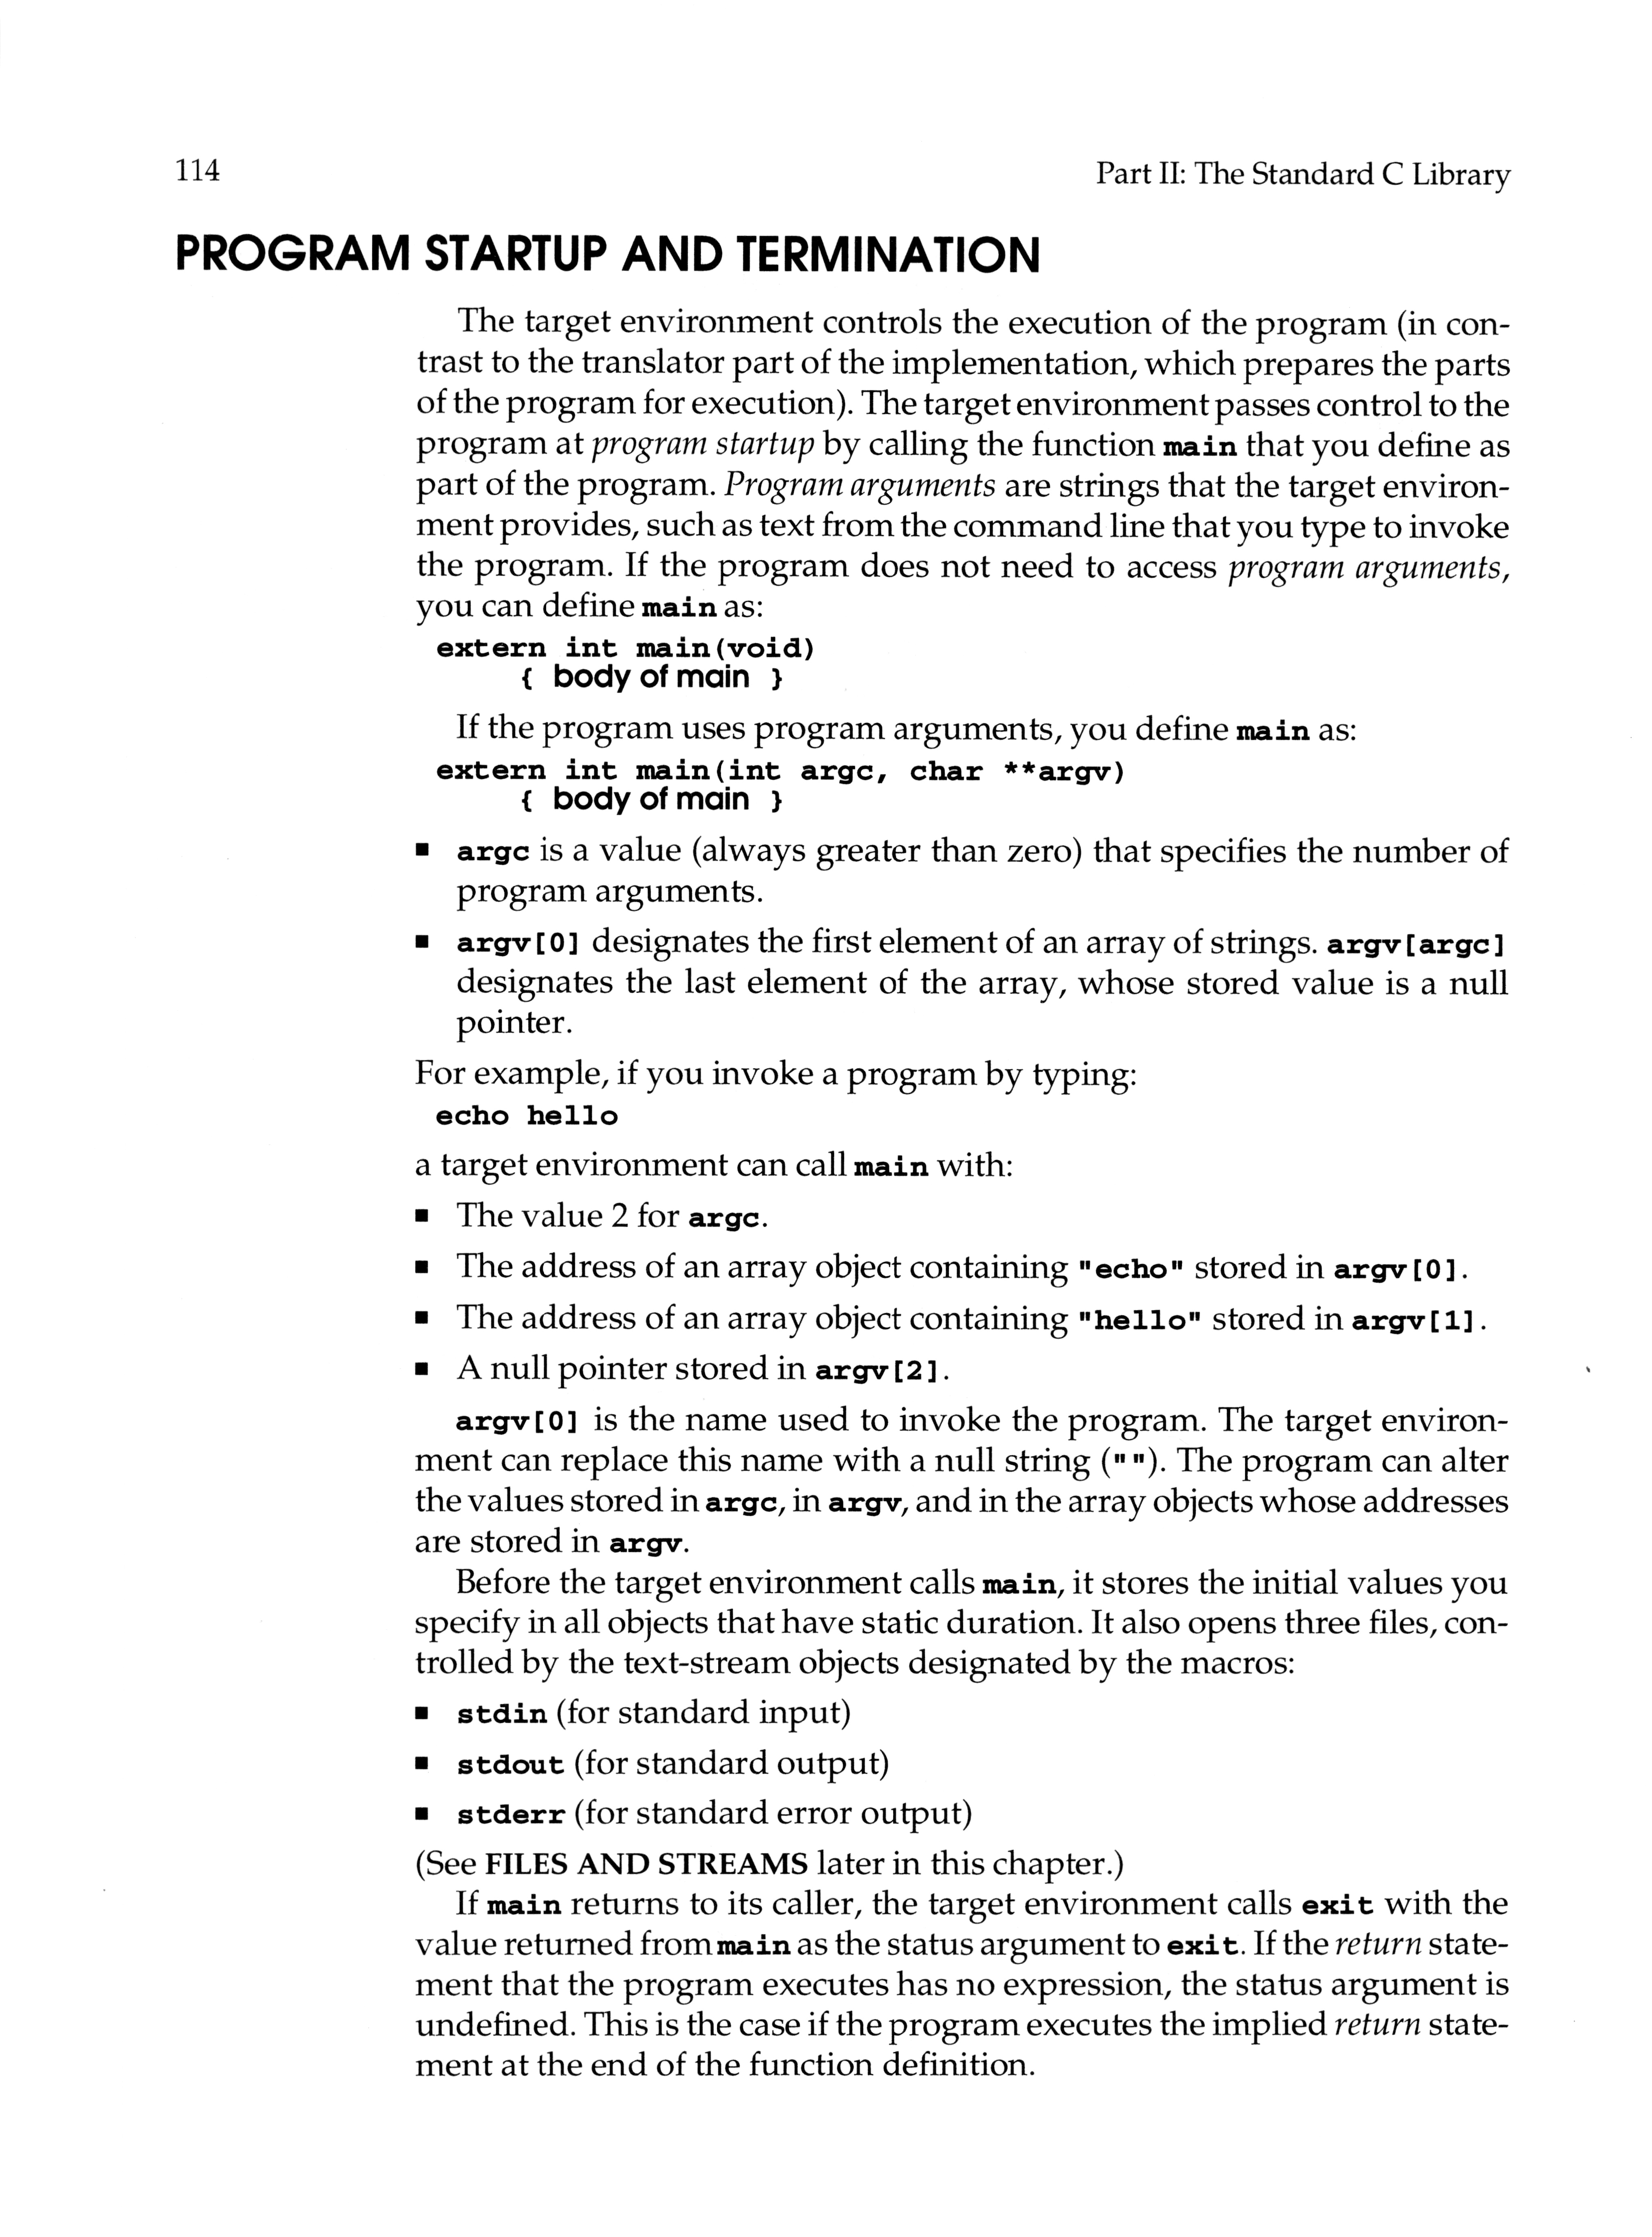 114
Part II: The Standard C Library
PROGRAM STARTUP AND TERMINATION
The target environment controls the execution of the program (in con-
trast to the translator part of the implementation, which prepares the parts
of the program for execution). The target environment passes control to the
program at program startup by calling the function main that you define as
part of the program. Program arguments are strings that the target environ-
ment provides, such as text from the command line that you type to invoke
the program. If the program does not need to access program arguments,
you can define main as:
extern int main(void)
{ body of main }
If the program uses program arguments, you define main as:
extern int main(int argc, char **argv)
{ body of main }
■ argc is a value (always greater than zero) that specifies the number of
program arguments.
■ argv[0] designates the first element of an array of strings. argv[argc]
designates the last element of the array, whose stored value is a null
pointer.
For example, if you invoke a program by typing:
echo hello
a target environment can call main with:
■ The value 2 for argc.
■ The address of an array object containing "echo" stored in argv[0].
■ The address of an array object containing "hello" stored in argv[1].
■ A null pointer stored in argv[2].
argv[0] is the name used to invoke the program. The target environ-
ment can replace this name with a null string (""). The program can alter
the values stored in argc, in argv, and in the array objects whose addresses
are stored in argv.
Before the target environment calls main, it stores the initial values you
specify in all objects that have static duration. It also opens three files, con-
trolled by the text-stream objects designated by the macros:
■ stdin (for standard input)
■ stdout (for standard output)
■ stderr (for standard error output)
(See FILES AND STREAMS later in this chapter.)
If main returns to its caller, the target environment calls exit with the
value returned from main as the status argument to exit. If the return state-
ment that the program executes has no expression, the status argument is
undefined. This is the case if the program executes the implied return state-
ment at the end of the function definition.